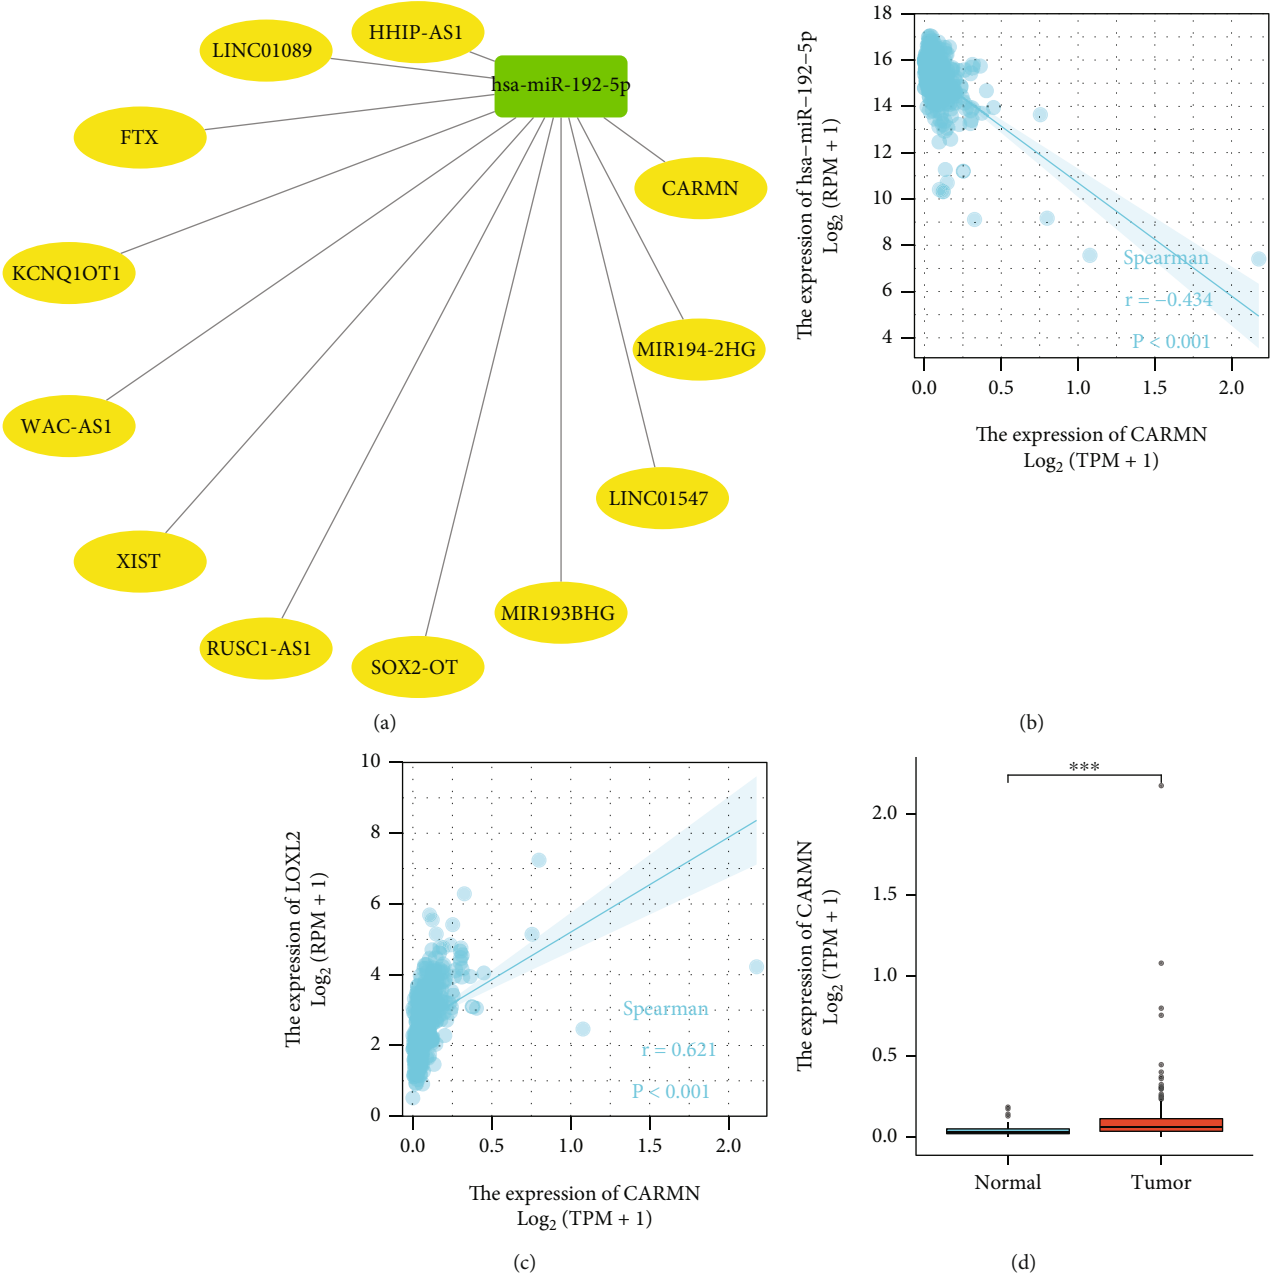 HHIP-AS1
LINC01089
hsa-miR-192-5p
FTX
CARMN
KCNQ1OT1
MIR194-2HG
WAC-AS1
LINC01547
XIST
MIR193BHG
RUSC1-AS1
SOX2-OT
(a)
The expression of hsa−miR−192−5p
Log₂ (RPM + 1)
18
16
14
12
10
8
6
4
Spearman
r = −0.434
P < 0.001
0.0 0.5 1.0 1.5 2.0
The expression of CARMN
Log₂ (TPM + 1)
(b)
The expression of LOXL2
Log₂ (RPM + 1)
10
8
6
4
2
0
Spearman
r = 0.621
P < 0.001
0.0 0.5 1.0 1.5 2.0
The expression of CARMN
Log₂ (TPM + 1)
(c)
The expression of CARMN
Log₂ (TPM + 1)
***
2.0
1.5
1.0
0.5
0.0
Normal Tumor
(d)